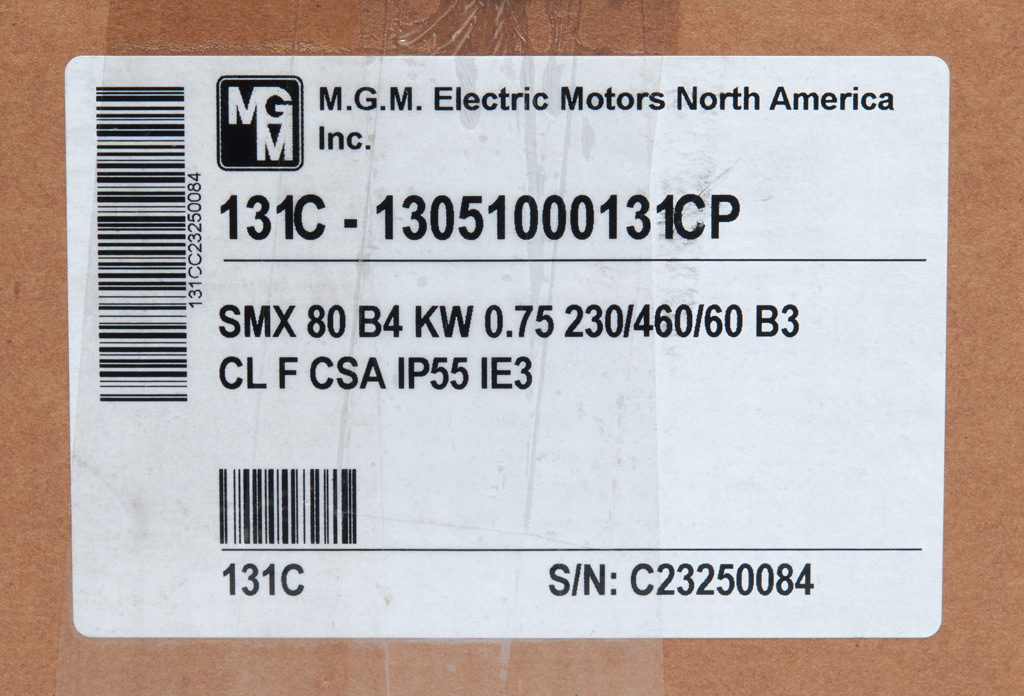 MGM
M.G.M. Electric Motors North America
Inc.
131C - 13051000131CP
131CC23250084
SMX 80 B4 KW 0.75 230/460/60 B3
CL F CSA IP55 IE3
131C
S/N: C23250084